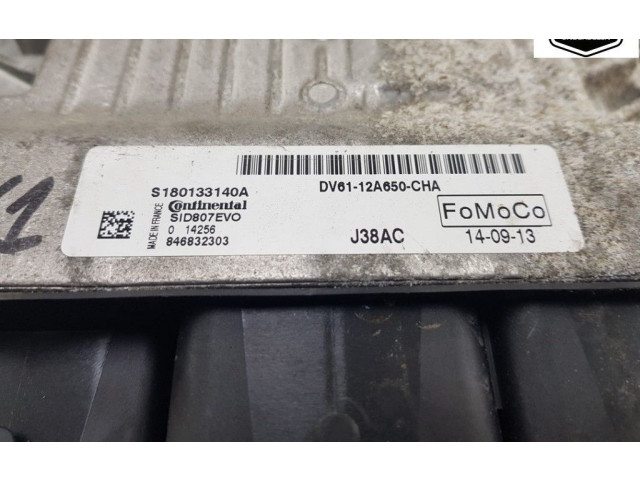 S180133140A
Continental
SID807EVO
0 14256
846832303
MADE IN FRANCE
DV61-12A650-CHA
FoMoCo
J38AC
14-09-13